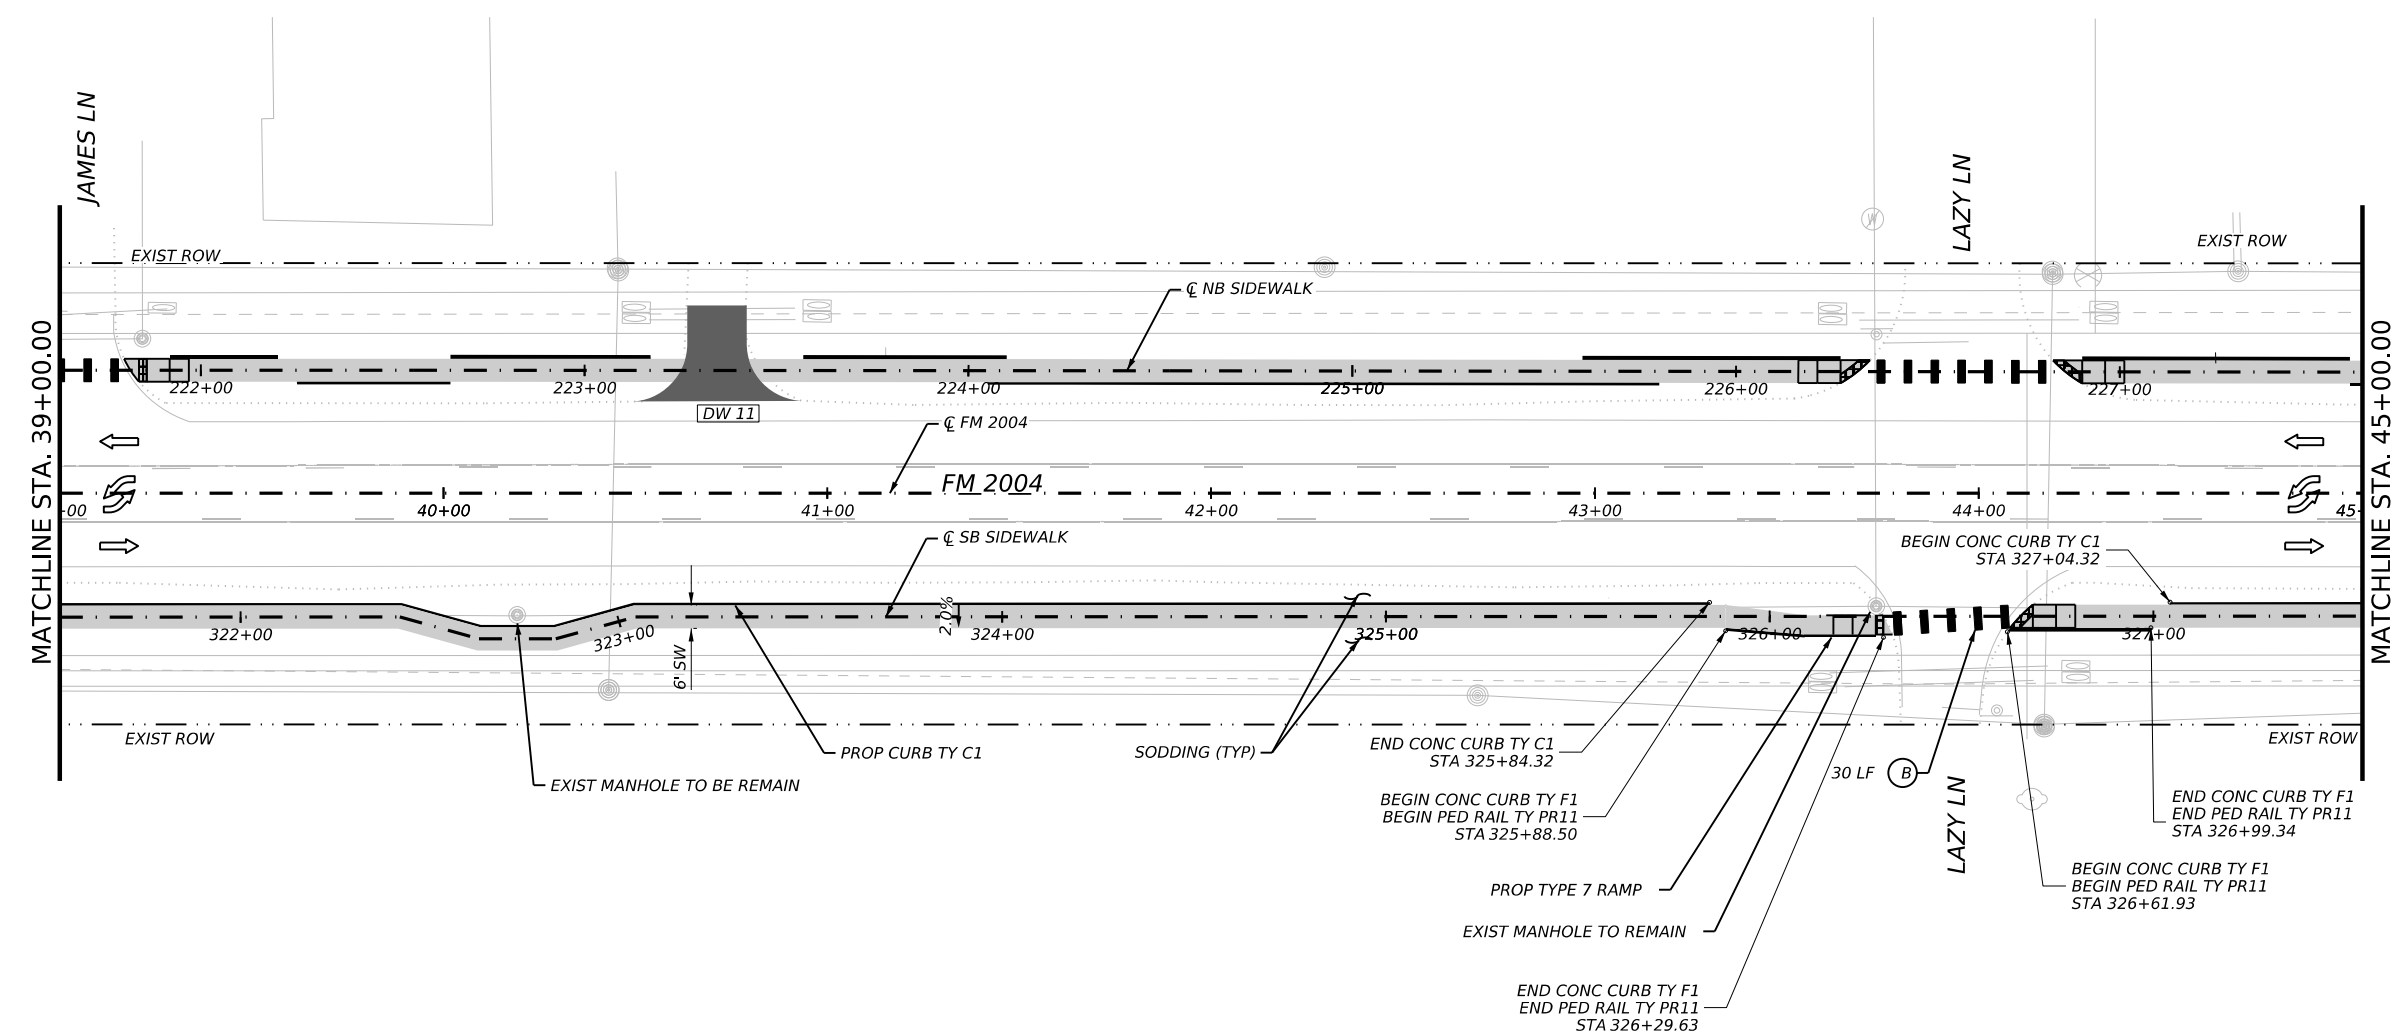 JAMES LN
LAZY LN
EXIST ROW
EXIST ROW
℄ NB SIDEWALK
222+00
223+00
224+00
225+00
226+00
227+00
DW 11
℄ FM 2004
FM 2004
MATCHLINE STA. 39+00.00
MATCHLINE STA. 45+00.00
-00
40+00
41+00
42+00
43+00
44+00
45-
℄ SB SIDEWALK
BEGIN CONC CURB TY C1
STA 327+04.32
W
322+00
323+00
2.0%
324+00
325+00
326+00
327+00
6' SW
EXIST ROW
EXIST ROW
PROP CURB TY C1
EXIST MANHOLE TO BE REMAIN
SODDING (TYP)
END CONC CURB TY C1
STA 325+84.32
BEGIN CONC CURB TY F1
BEGIN PED RAIL TY PR11
STA 325+88.50
30 LF
B
LAZY LN
END CONC CURB TY F1
END PED RAIL TY PR11
STA 326+99.34
BEGIN CONC CURB TY F1
BEGIN PED RAIL TY PR11
STA 326+61.93
PROP TYPE 7 RAMP
EXIST MANHOLE TO REMAIN
END CONC CURB TY F1
END PED RAIL TY PR11
STA 326+29.63